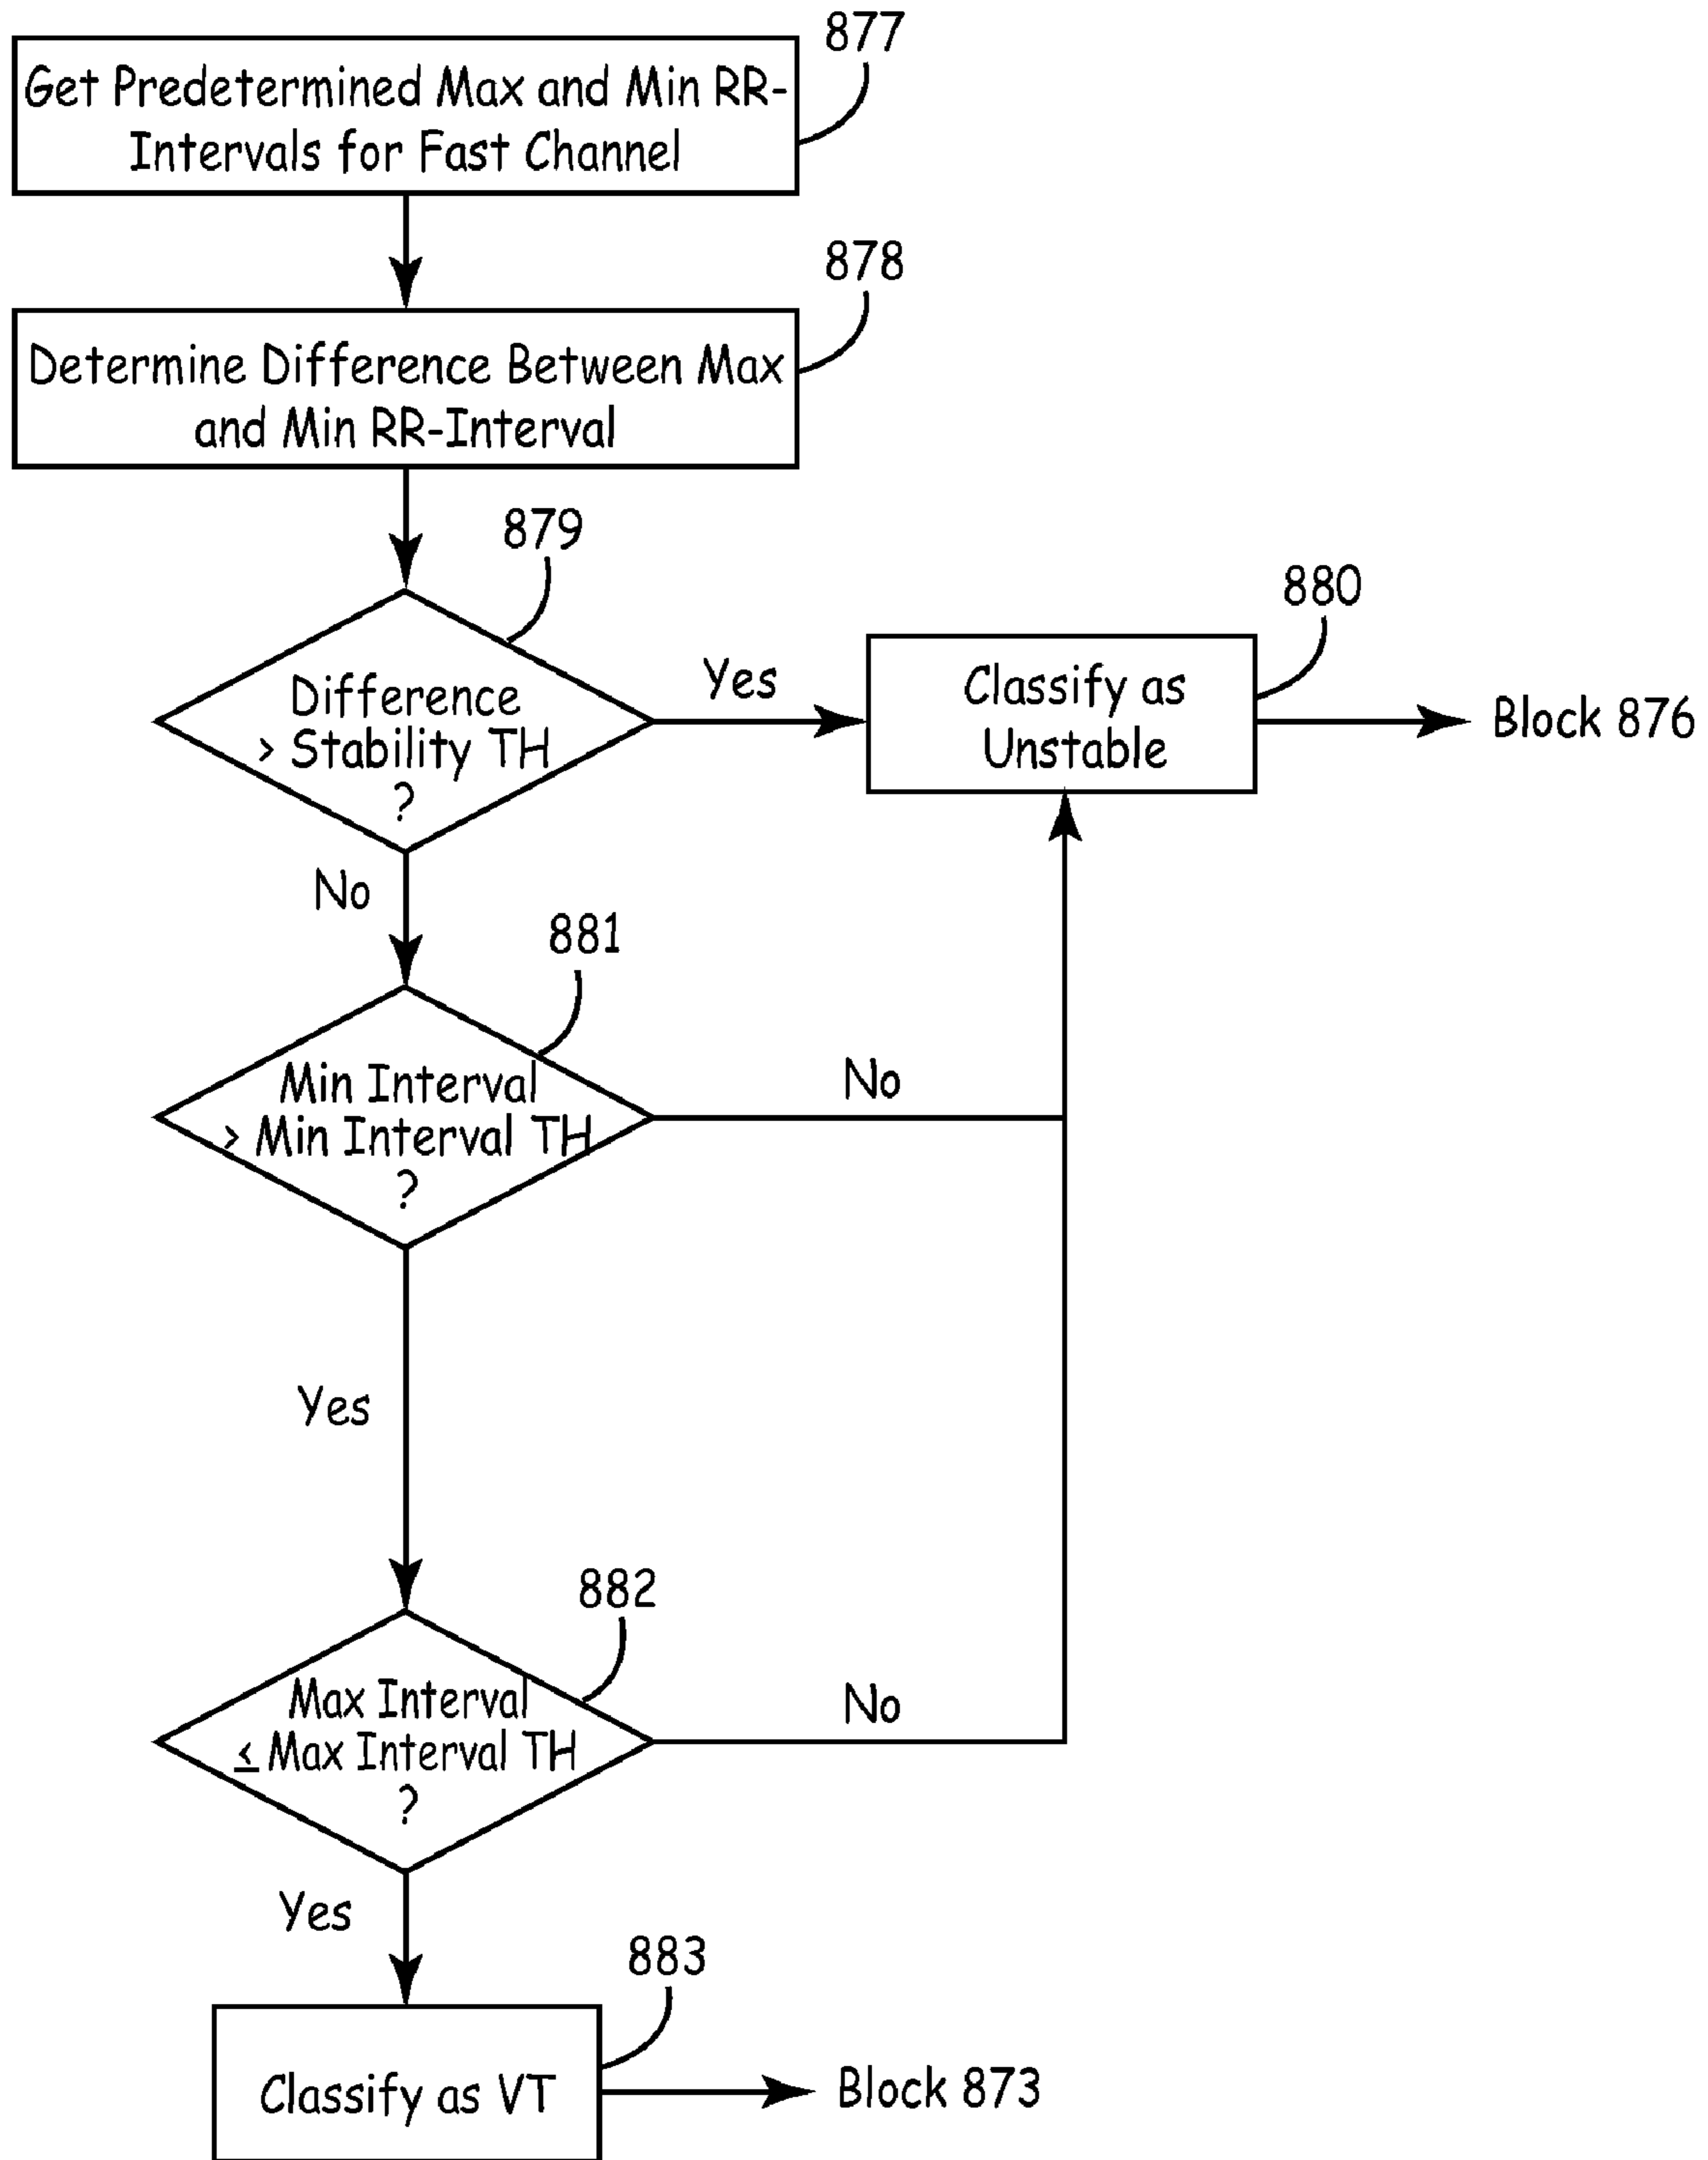 877
Get Predetermined Max and Min RR-
Intervals for Fast Channel
878
Determine Difference Between Max
and Min RR-Interval
879
Difference
> Stability TH
?
Yes
880
Classify as
Unstable
Block 876
No
881
Min Interval
> Min Interval TH
?
No
Yes
882
Max Interval
≤ Max Interval TH
?
No
Yes
883
Classify as VT
Block 873